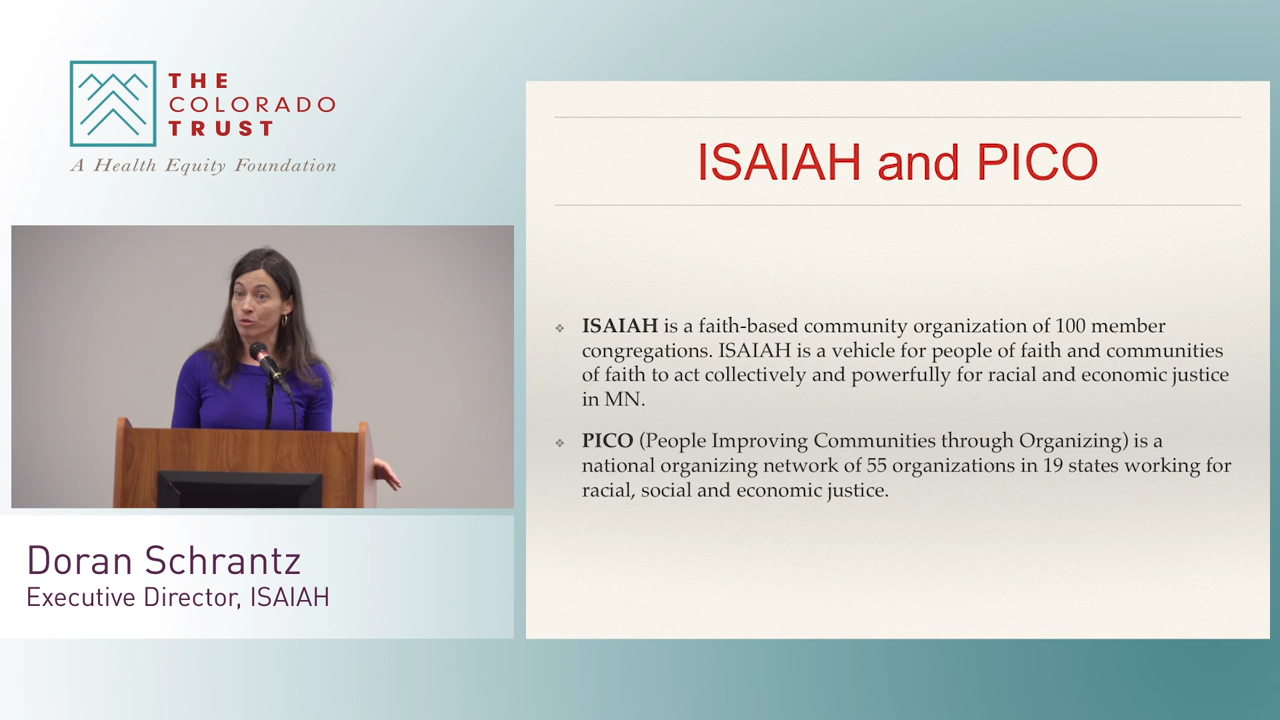 THE
COLORADO
TRUST
A Health Equity Foundation
Doran Schrantz
Executive Director, ISAIAH
ISAIAH and PICO
❖ ISAIAH is a faith-based community organization of 100 member
congregations. ISAIAH is a vehicle for people of faith and communities
of faith to act collectively and powerfully for racial and economic justice
in MN.
❖ PICO (People Improving Communities through Organizing) is a
national organizing network of 55 organizations in 19 states working for
racial, social and economic justice.